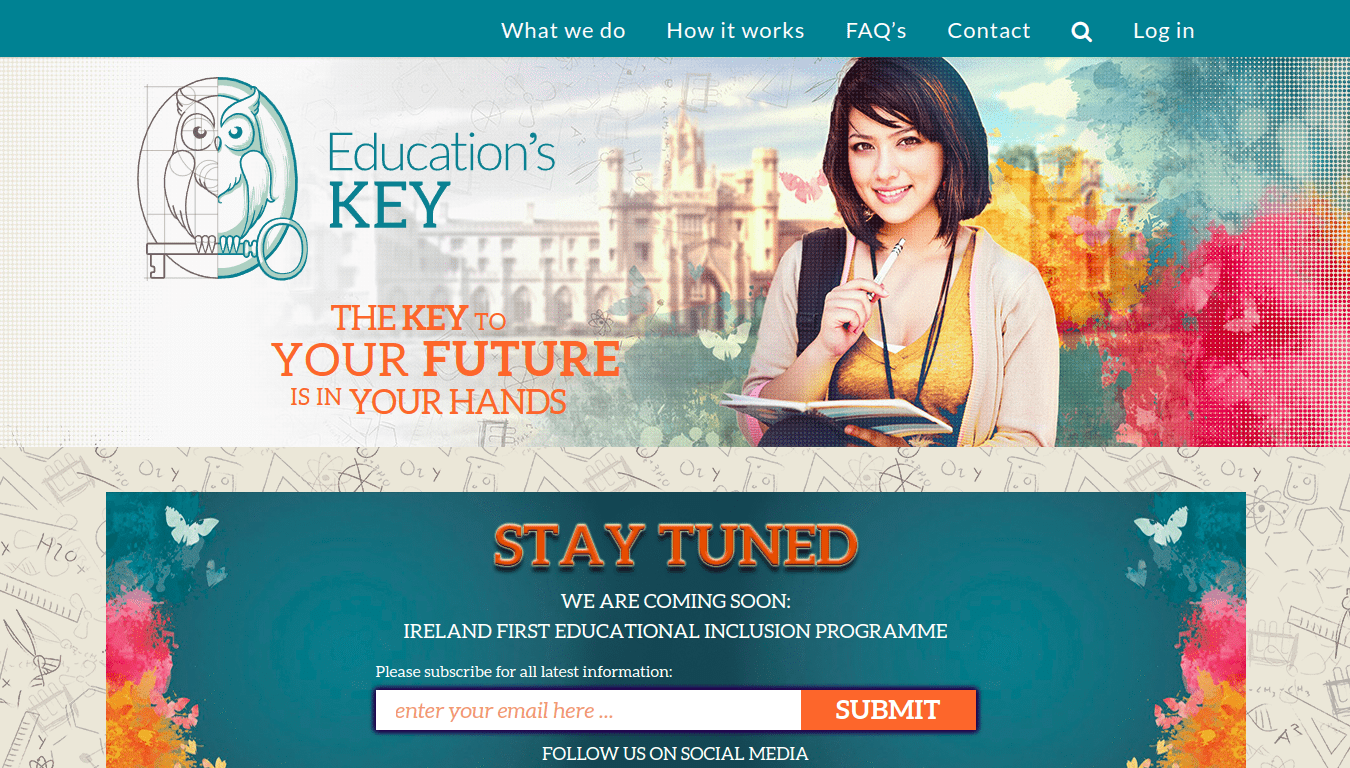 What we do How it works FAQ's Contact Log in
Education's
KEY
THE KEY TO
YOUR FUTURE
IS IN YOUR HANDS
STAY TUNED
WE ARE COMING SOON:
IRELAND FIRST EDUCATIONAL INCLUSION PROGRAMME
Please subscribe for all latest information:
enter your email here ...
SUBMIT
FOLLOW US ON SOCIAL MEDIA